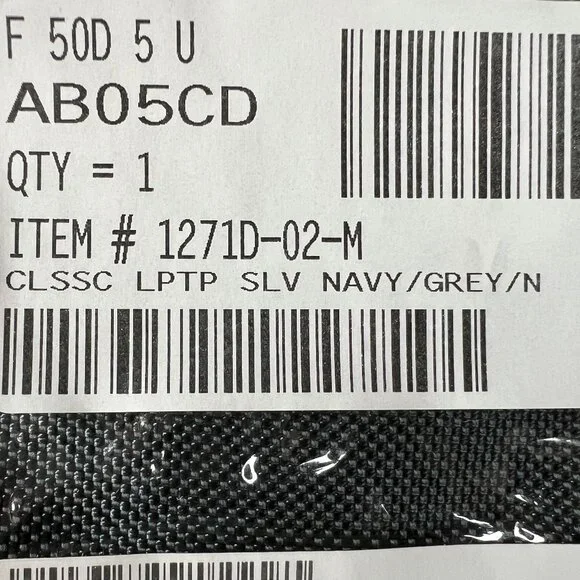 F 50D 5 U
AB05CD
QTY = 1
ITEM # 1271D-02-M
CLSSC LPTP SLV NAVY/GREY/N